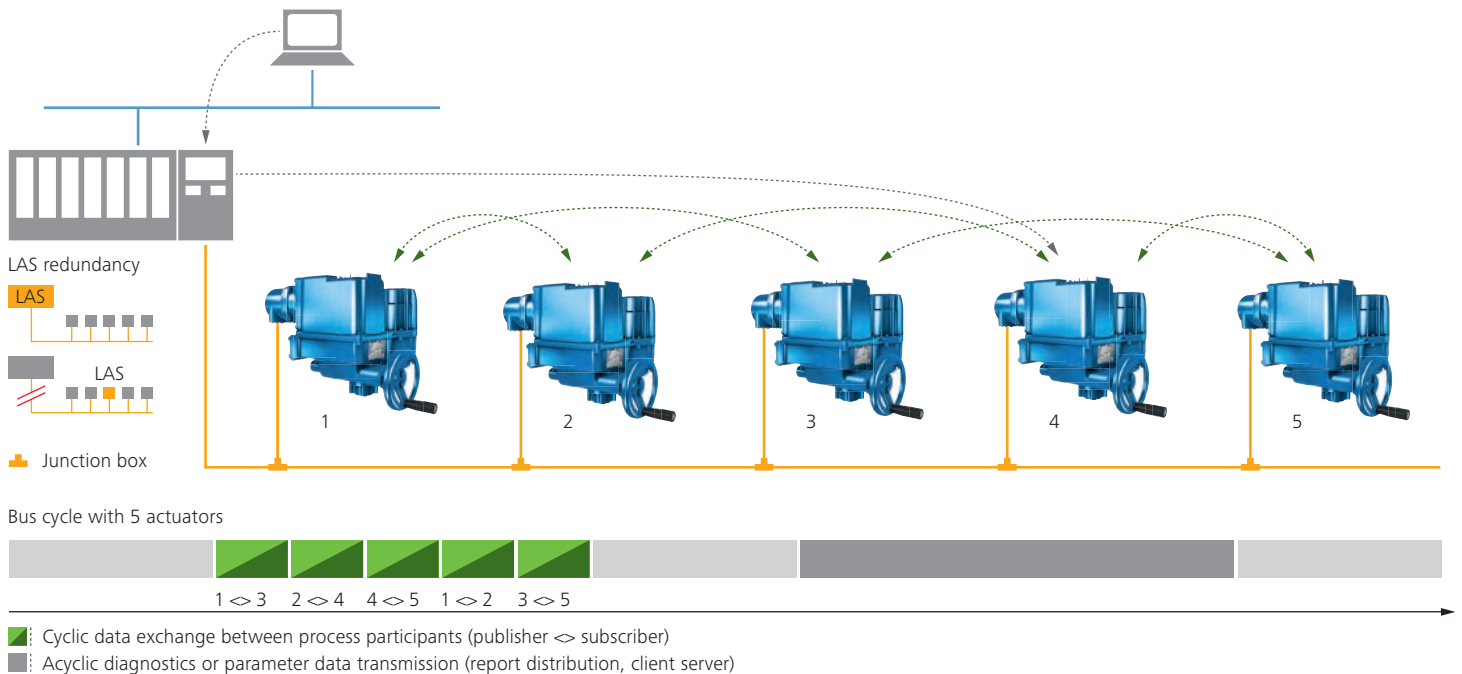 LAS redundancy
LAS
LAS
Junction box
1
2
3
4
5
Bus cycle with 5 actuators
1 <> 3 2 <> 4 4 <> 5 1 <> 2 3 <> 5
Cyclic data exchange between process participants (publisher <> subscriber)
Acyclic diagnostics or parameter data transmission (report distribution, client server)